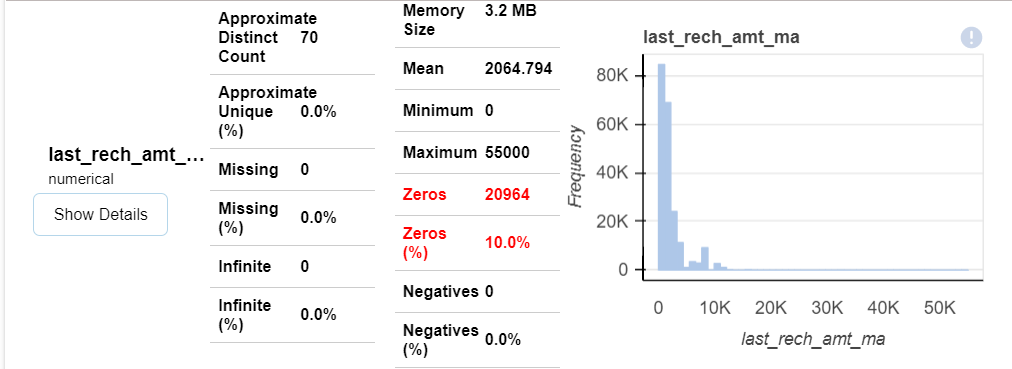 last_rech_amt_...
numerical
Show Details
Approximate
Distinct 70
Count
Approximate
Unique 0.0%
(%)
Missing 0
Missing 0.0%
(%)
Infinite 0
Infinite 0.0%
(%)
Memory 3.2 MB
Size
Mean 2064.794
Minimum 0
Maximum 55000
Zeros 20964
Zeros 10.0%
(%)
Negatives 0
Negatives 0.0%
(%)
last_rech_amt_ma
!
Frequency
80K
60K
40K
20K
0
0 10K 20K 30K 40K 50K
last_rech_amt_ma